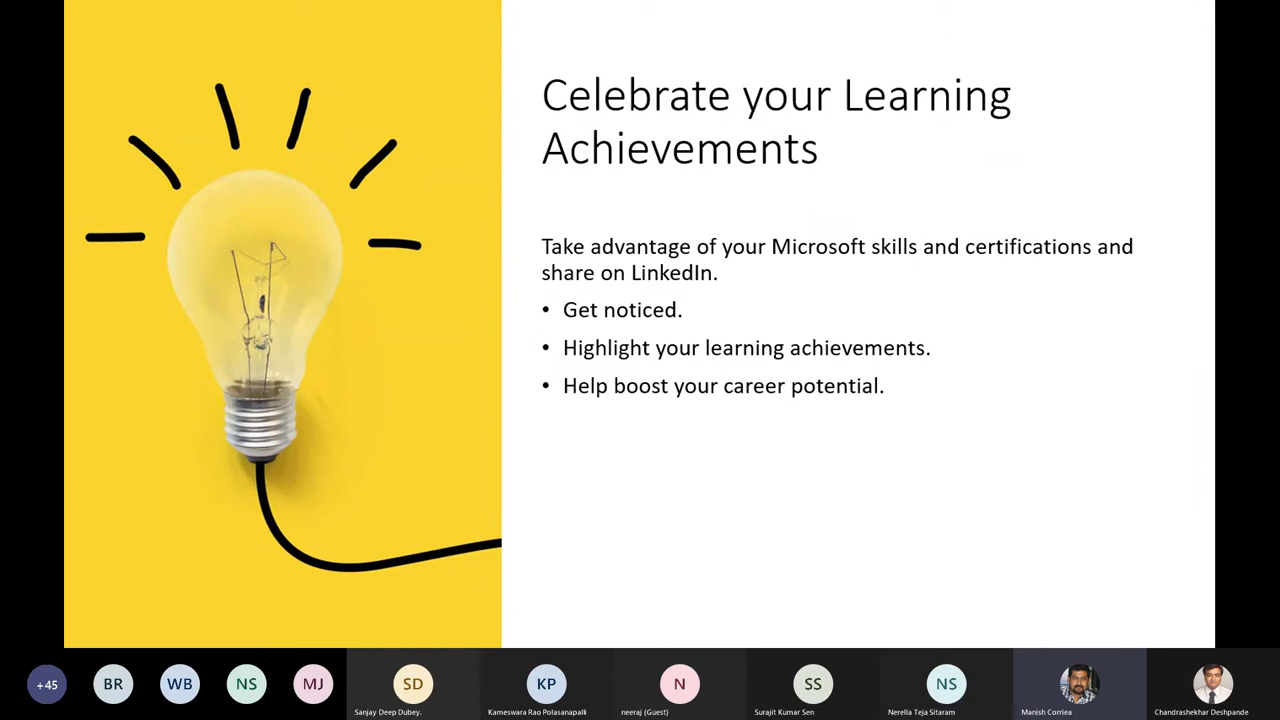 Celebrate your Learning
Achievements
Take advantage of your Microsoft skills and certifications and
share on LinkedIn.
• Get noticed.
• Highlight your learning achievements.
• Help boost your career potential.
+45
BR
WB
NS
MJ
SD
KP
N
SS
NS
Sanjay Deep Dubey.
Kameswara Rao Polasanapalli
neeraj (Guest)
Surajit Kumar Sen
Nerella Teja Sitaram
Manish Corriea
Chandrashekhar Deshpande